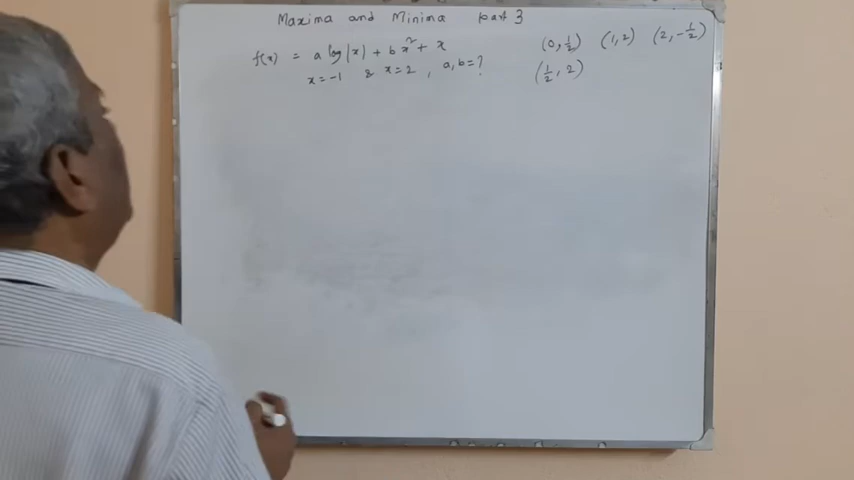 Maxima and Minima part 3
f(x) = a log |x| + b x² + x
x = -1 & x = 2 , a, b = ?
(0, 1/2) (1, 2) (2, -1/2)
(1/2, 2)